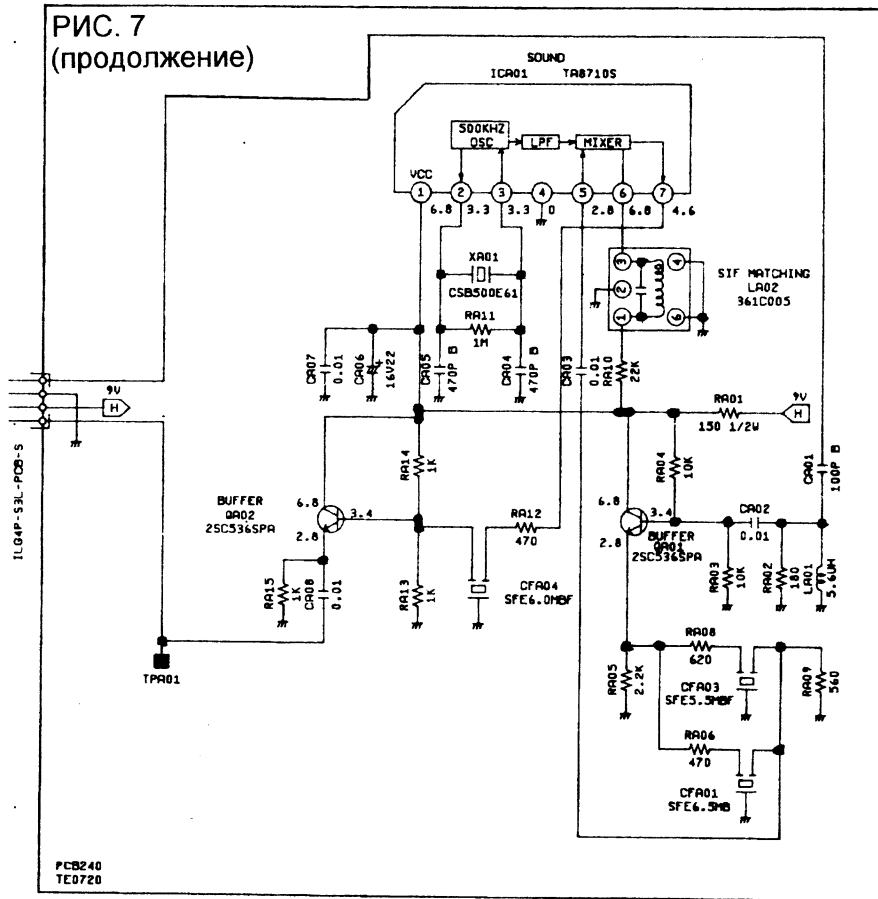 РИС. 7
(продолжение)
SOUND
ICA01 TA8710S
500KHZ
OSC
LPF
MIXER
VCC
1 2 3 4 5 6 7
6.8 3.3 3.3 0 2.8 6.8 4.6
XA01
CSB500E61
RA11
1M
3 4
2
1 6
SIF MATCHING
LA02
361C005
CA07
0.01
CA06
+
16V22
CA05
470P B
CA04
470P B
CA03
0.01
RA10
22K
9V
H
ILG4P-S3L-PCB-S
RA01
150 1/2W
9V
H
RA14
1K
RA04
10K
CA01
100P B
BUFFER
QA02
2SC536SPA
6.8
3.4
2.8
RA12
470
6.8
3.4
2.8
BUFFER
QA01
2SC536SPA
CA02
0.01
RA15
1K
CA08
0.01
RA13
1K
CFA04
SFE6.0MBF
RA03
10K
RA02
180
LA01
5.6UH
TPA01
RA05
2.2K
RA08
620
CFA03
SFE5.5MBF
RA09
560
RA06
470
CFA01
SFE6.5MB
PCB240
TE0720